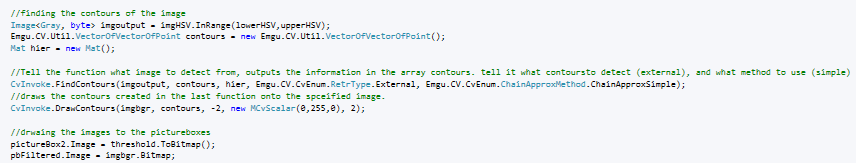 //finding the contours of the image
Image<Gray, byte> imgoutput = imgHSV.InRange(lowerHSV,upperHSV);
Emgu.CV.Util.VectorOfVectorOfPoint contours = new Emgu.CV.Util.VectorOfVectorOfPoint();
Mat hier = new Mat();
//Tell the function what image to detect from, outputs the information in the array contours. tell it what contoursto detect (external), and what method to use (simple)
CvInvoke.FindContours(imgoutput, contours, hier, Emgu.CV.CvEnum.RetrType.External, Emgu.CV.CvEnum.ChainApproxMethod.ChainApproxSimple);
//draws the contours created in the last function onto the spceified image.
CvInvoke.DrawContours(imgbgr, contours, -2, new MCvScalar(0,255,0), 2);
//drwaing the images to the pictureboxes
pictureBox2.Image = threshold.ToBitmap();
pbFiltered.Image = imgbgr.Bitmap;